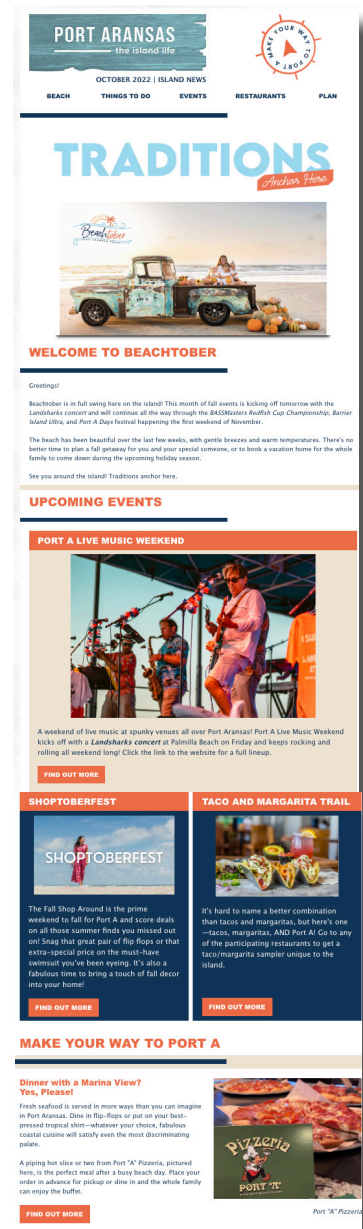 PORT ARANSAS
the island life
MAKE YOUR WAY TO PORT A
OCTOBER 2022 | ISLAND NEWS
BEACH THINGS TO DO EVENTS RESTAURANTS PLAN
TRADITIONS
Anchor Here
Beachtober
WELCOME TO BEACHTOBER
Greetings!
Beachtober is in full swing here on the island! This month of fall events is kicking off tomorrow with the
Landsharks concert and will continue all the way through the BASSMasters Redfish Cup Championship, Barrier
Island Ultra, and Port A Days festival happening the first weekend of November.
The beach has been beautiful over the last few weeks, with gentle breezes and warm temperatures. There's no
better time to plan a fall getaway for you and your special someone, or to book a vacation home for the whole
family to come down during the upcoming holiday season.
See you around the island! Traditions anchor here.
UPCOMING EVENTS
PORT A LIVE MUSIC WEEKEND
A weekend of live music at spunky venues all over Port Aransas! Port A Live Music Weekend
kicks off with a Landsharks concert at Palmilla Beach on Friday and keeps rocking and
rolling all weekend long! Click the link to the website for a full lineup.
FIND OUT MORE
SHOPTOBERFEST
SHOPTOBERFEST
The Fall Shop Around is the prime
weekend to fall for Port A and score deals
on all those summer finds you missed out
on! Snag that great pair of flip flops or that
extra-special price on the must-have
swimsuit you've been eyeing. It's also a
fabulous time to bring a touch of fall decor
into your home!
FIND OUT MORE
TACO AND MARGARITA TRAIL
It's hard to name a better combination
than tacos and margaritas, but here's one
—tacos, margaritas, AND Port A! Go to any
of the participating restaurants to get a
taco/margarita sampler unique to the
island.
FIND OUT MORE
MAKE YOUR WAY TO PORT A
Dinner with a Marina View?
Yes, Please!
Fresh seafood is served in more ways than you can imagine
in Port Aransas. Dine in flip-flops or put on your best-
pressed tropical shirt—whatever your choice, fabulous
coastal cuisine will satisfy even the most discriminating
palate.
A piping hot slice or two from Port "A" Pizzeria, pictured
here, is the perfect meal after a busy beach day. Place your
order in advance for pickup or dine in and the whole family
can enjoy the buffet.
FIND OUT MORE
Pizzeria
PORT "A"
Port "A" Pizzeria